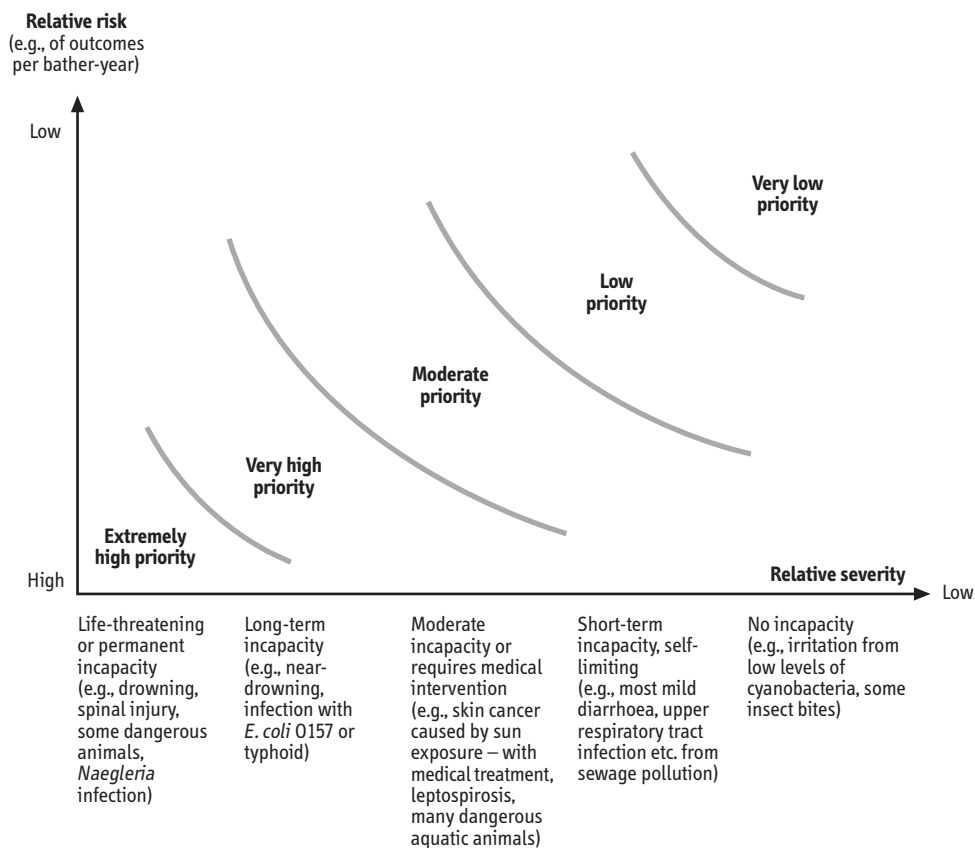 Relative risk
(e.g., of outcomes
per bather-year)
Low
Very low
priority
Low
priority
Moderate
priority
Very high
priority
Extremely
high priority
High
Relative severity
Low
Life-threatening
or permanent
incapacity
(e.g., drowning,
spinal injury,
some dangerous
animals,
Naegleria
infection)
Long-term
incapacity
(e.g., near-
drowning,
infection with
E. coli 0157 or
typhoid)
Moderate
incapacity or
requires medical
intervention
(e.g., skin cancer
caused by sun
exposure – with
medical treatment,
leptospirosis,
many dangerous
aquatic animals)
Short-term
incapacity, self-
limiting
(e.g., most mild
diarrhoea, upper
respiratory tract
infection etc. from
sewage pollution)
No incapacity
(e.g., irritation from
low levels of
cyanobacteria, some
insect bites)